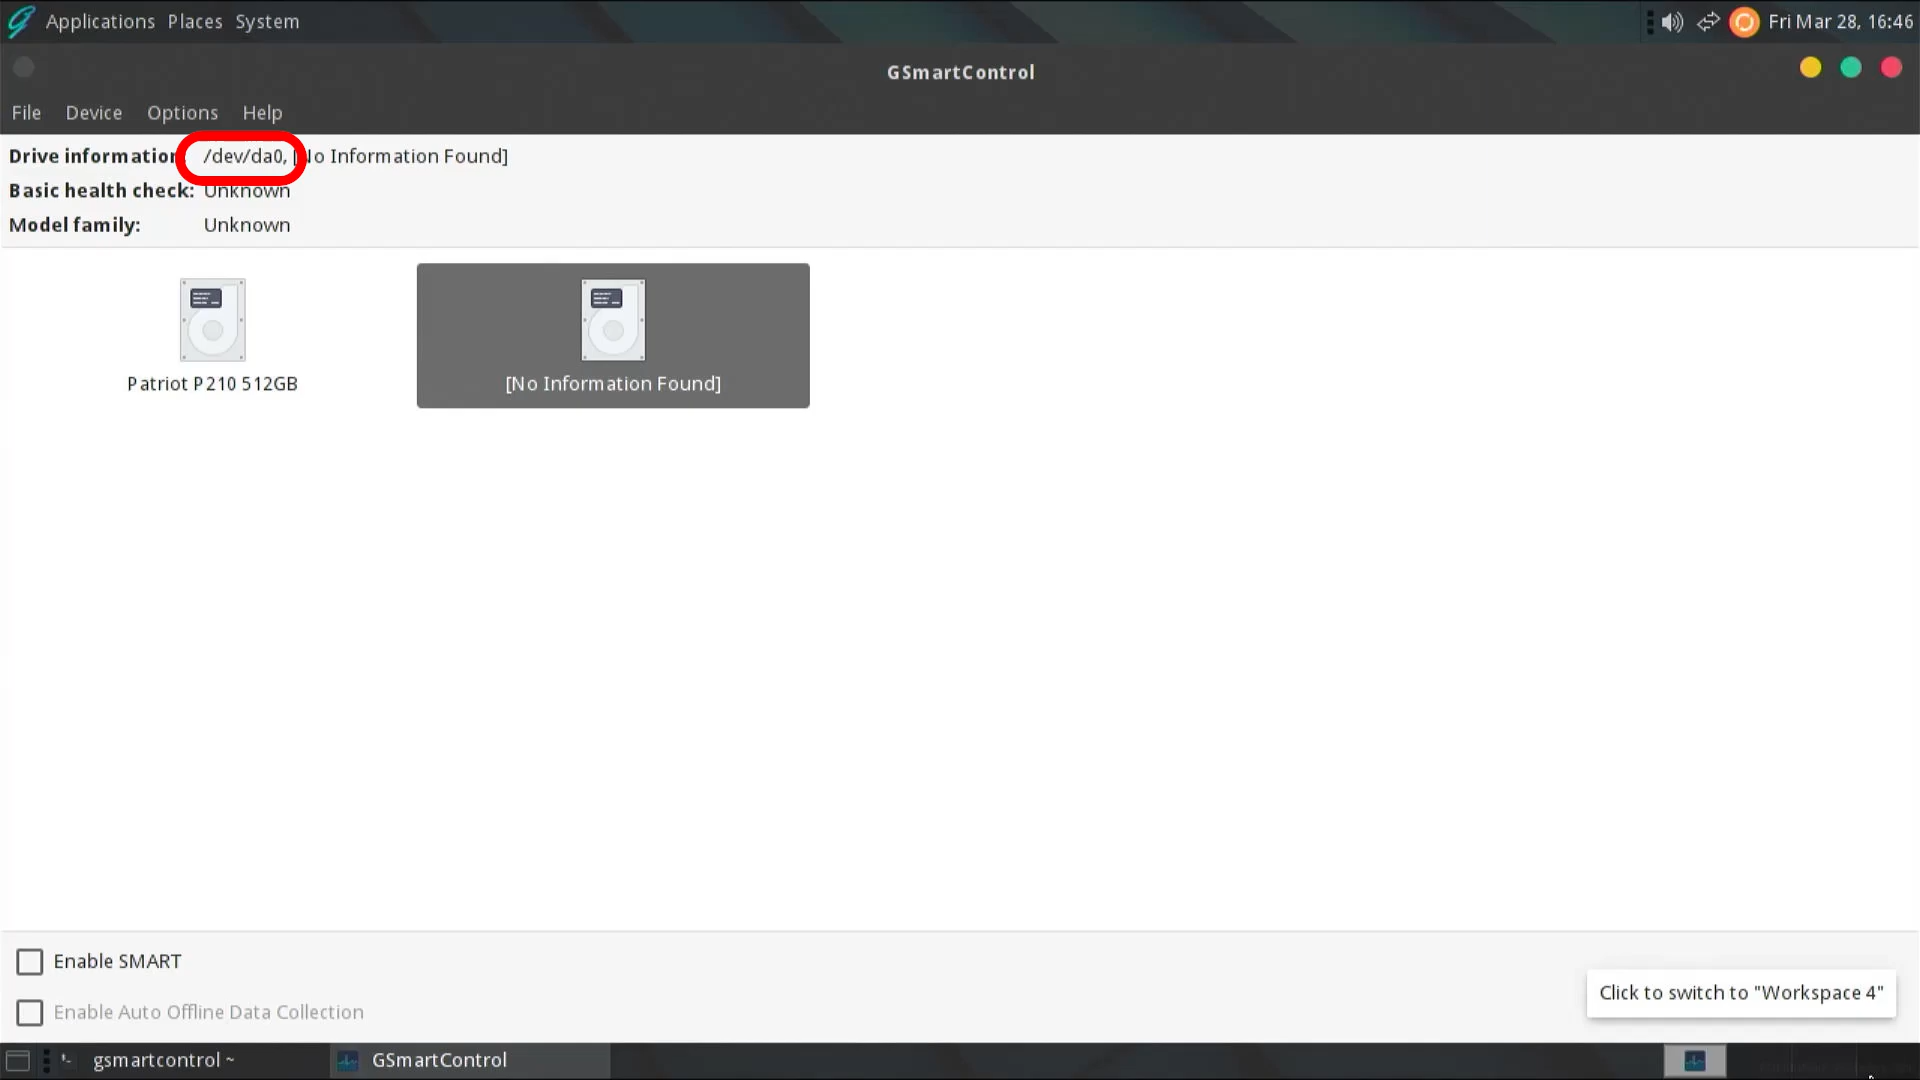 Applications Places System
Fri Mar 28, 16:46
GSmartControl
File Device Options Help
Drive information /dev/da0, [No Information Found]
Basic health check: Unknown
Model family: Unknown
Patriot P210 512GB
[No Information Found]
Enable SMART
Enable Auto Offline Data Collection
Click to switch to "Workspace 4"
gsmartcontrol ~
GSmartControl